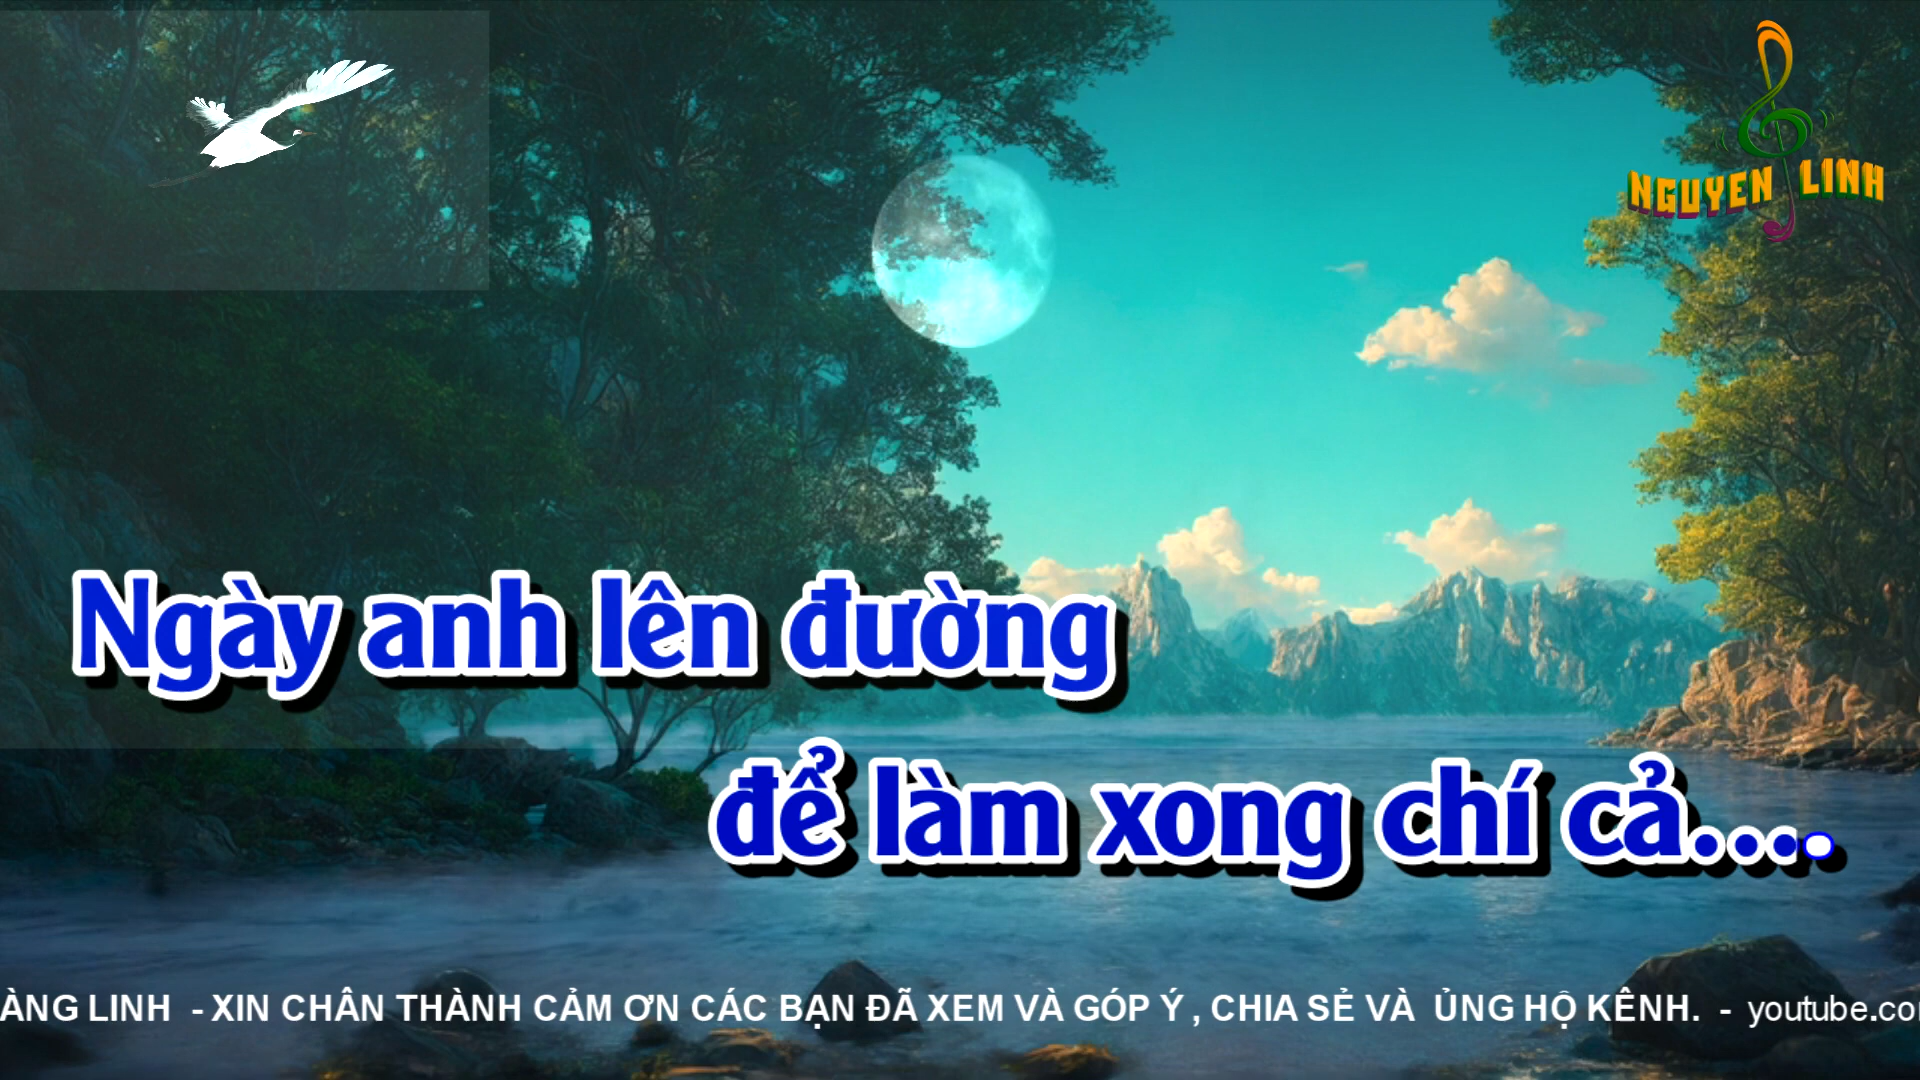 NGUYEN LINH
Ngày anh lên đường
để làm xong chí cả....
ÀNG LINH - XIN CHÂN THÀNH CẢM ƠN CÁC BẠN ĐÃ XEM VÀ GÓP Ý , CHIA SẺ VÀ ỦNG HỘ KÊNH. - youtube.co